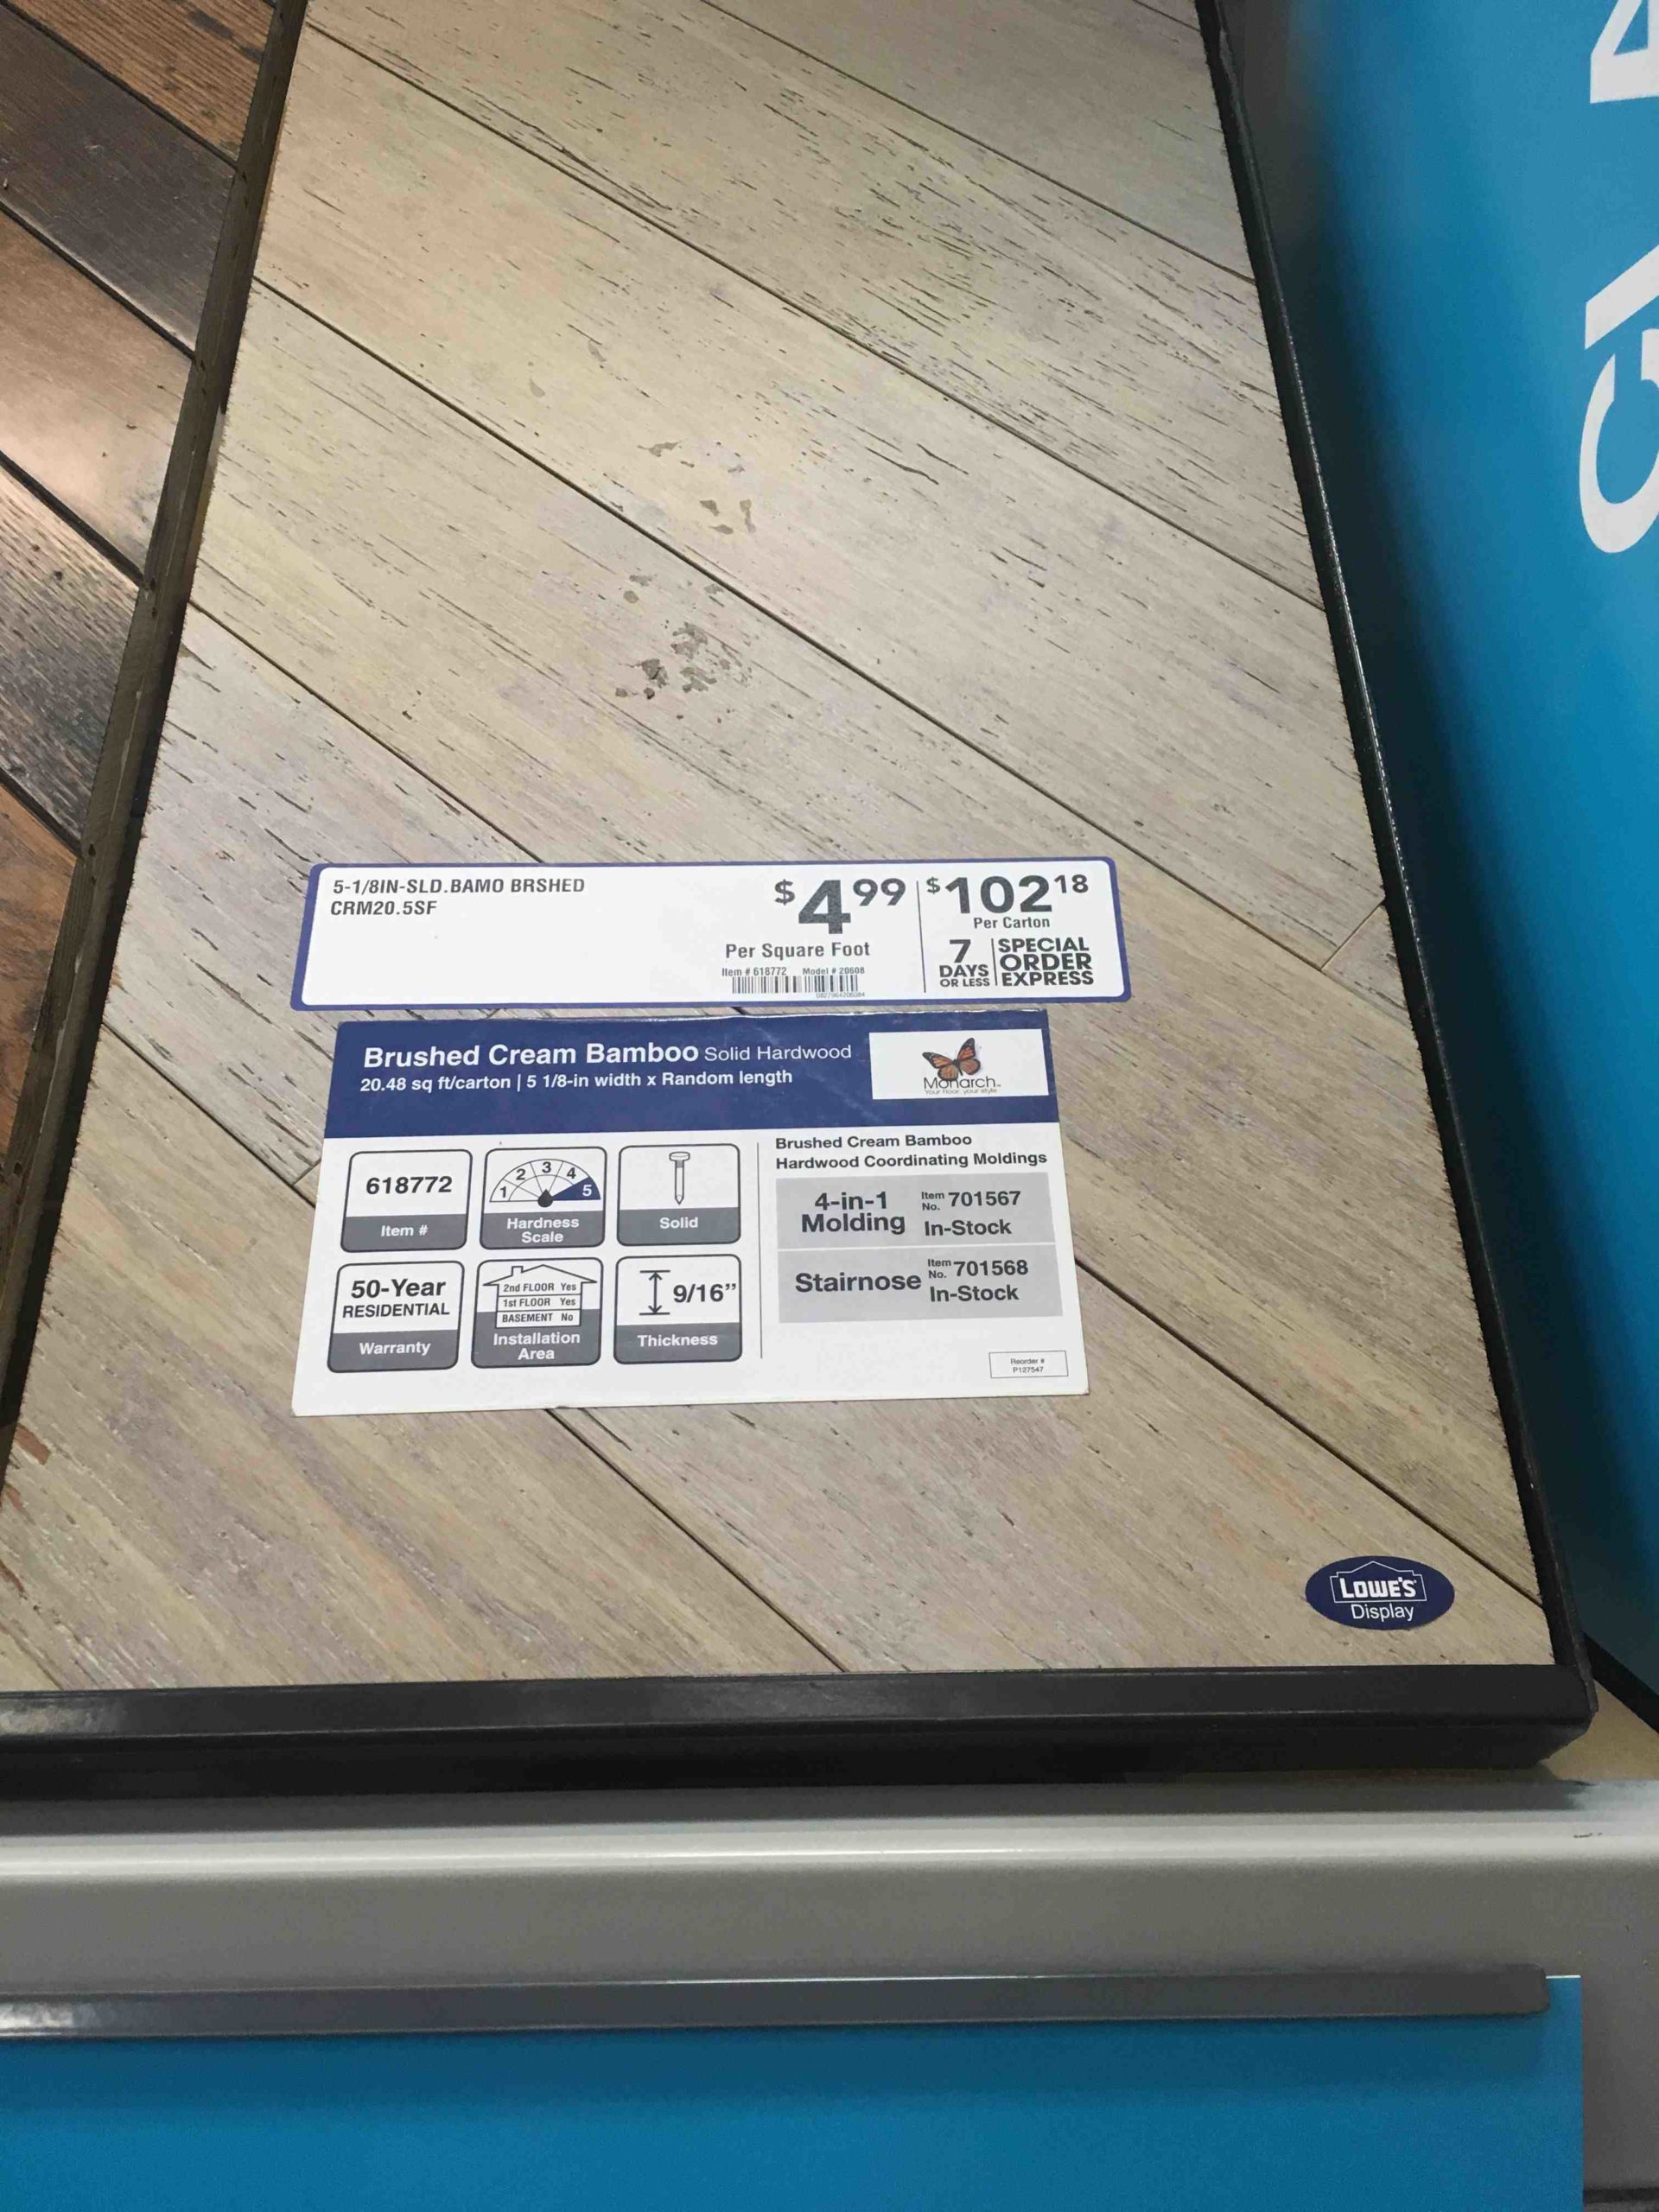 5-1/8IN-SLD.BAMO BRSHED
CRM20.5SF
$4.99
Per Square Foot
Item # 618772 Model # 20608
$102.18
Per Carton
7
DAYS
OR LESS
SPECIAL
ORDER
EXPRESS
Brushed Cream Bamboo Solid Hardwood
20.48 sq ft/carton | 5 1/8-in width x Random length
Monarch
Your floor. your style
618772
Item #
1 2 3 4 5
Hardness
Scale
Solid
50-Year
RESIDENTIAL
Warranty
2nd FLOOR Yes
1st FLOOR Yes
BASEMENT No
Installation
Area
9/16”
Thickness
Brushed Cream Bamboo
Hardwood Coordinating Moldings
4-in-1
Molding
Item
No. 701567
In-Stock
Stairnose
Item
No. 701568
In-Stock
Reorder #
P127547
LOWE'S
Display